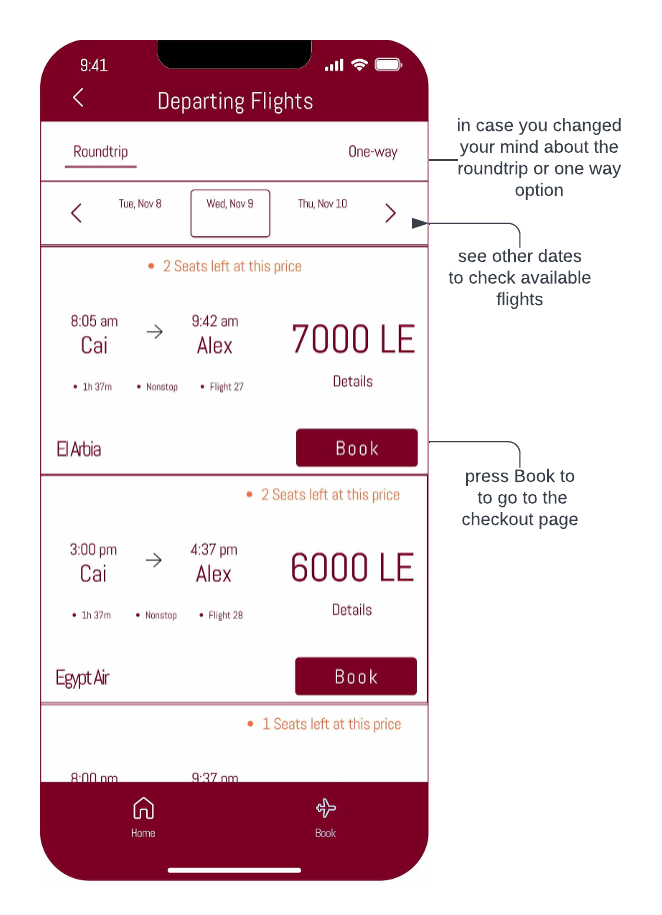 9:41
Departing Flights
Roundtrip
One-way
in case you changed
your mind about the
roundtrip or one way
option
Tue, Nov 8
Wed, Nov 9
Thu, Nov 10
see other dates
to check available
flights
• 2 Seats left at this price
8:05 am → 9:42 am
Cai Alex
7000 LE
• 1h 37m • Nonstop • Flight 27
Details
El Arbia
Book
press Book to
to go to the
checkout page
• 2 Seats left at this price
3:00 pm → 4:37 pm
Cai Alex
6000 LE
• 1h 37m • Nonstop • Flight 28
Details
Egypt Air
Book
• 1 Seats left at this price
8:00 pm 9:37 pm
Home
Book